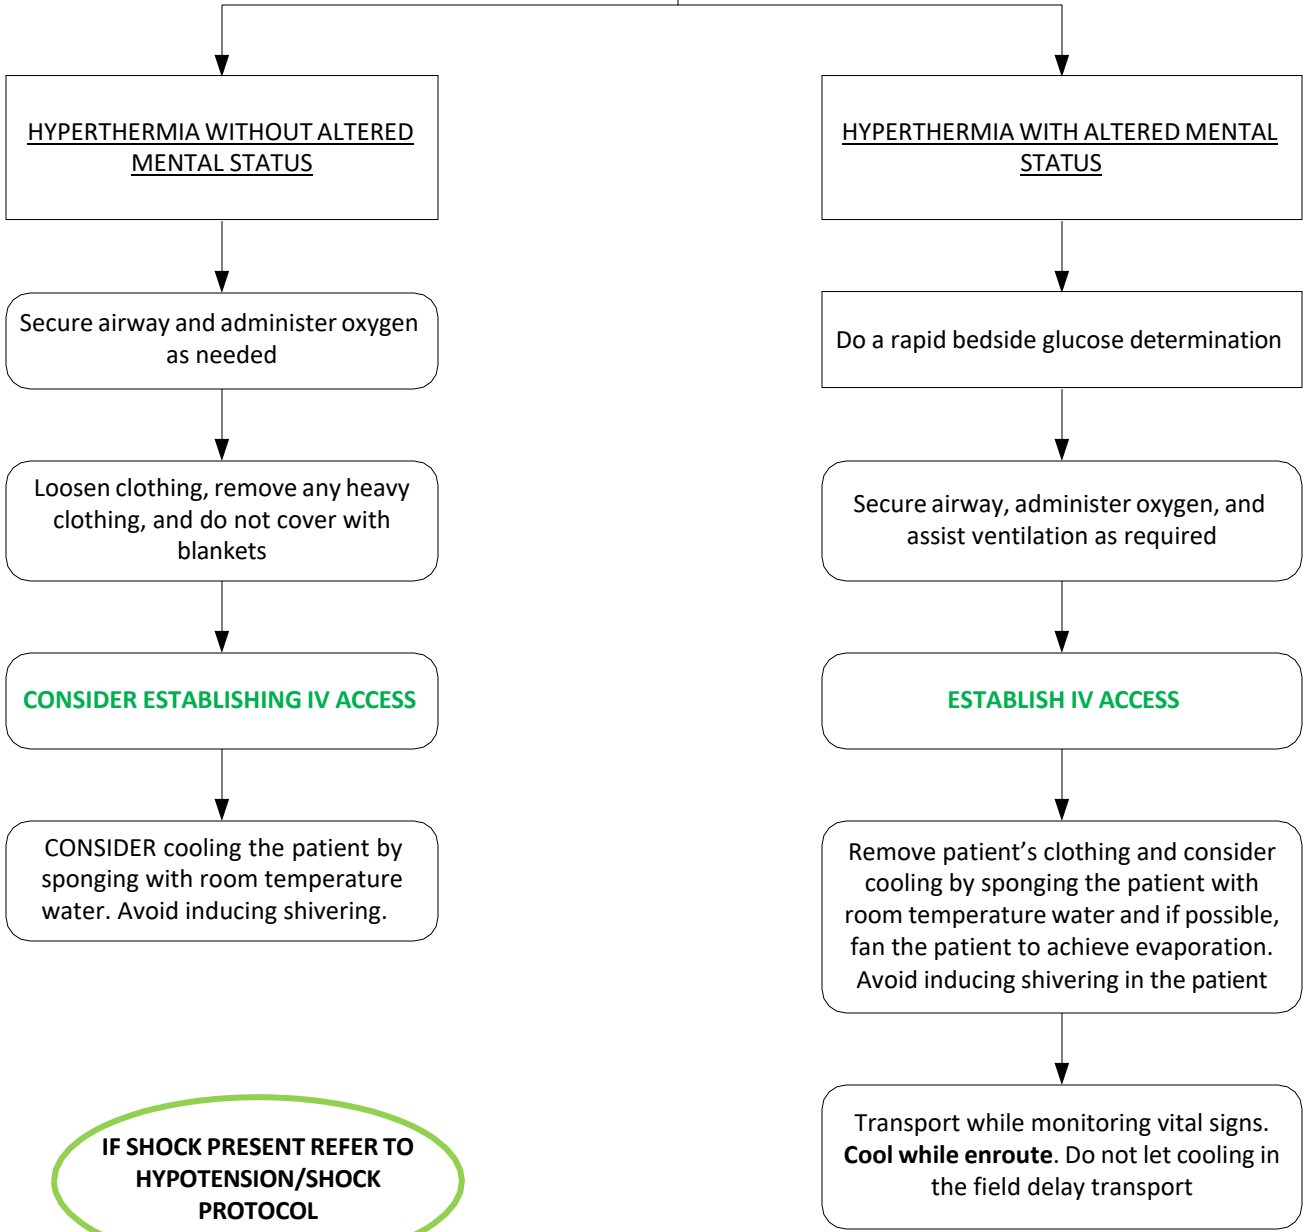 HYPERTHERMIA WITHOUT ALTERED
MENTAL STATUS
Secure airway and administer oxygen
as needed
Loosen clothing, remove any heavy
clothing, and do not cover with
blankets
CONSIDER ESTABLISHING IV ACCESS
CONSIDER cooling the patient by
sponging with room temperature
water. Avoid inducing shivering.
IF SHOCK PRESENT REFER TO
HYPOTENSION/SHOCK
PROTOCOL
HYPERTHERMIA WITH ALTERED MENTAL
STATUS
Do a rapid bedside glucose determination
Secure airway, administer oxygen, and
assist ventilation as required
ESTABLISH IV ACCESS
Remove patient’s clothing and consider
cooling by sponging the patient with
room temperature water and if possible,
fan the patient to achieve evaporation.
Avoid inducing shivering in the patient
Transport while monitoring vital signs.
Cool while enroute. Do not let cooling in
the field delay transport